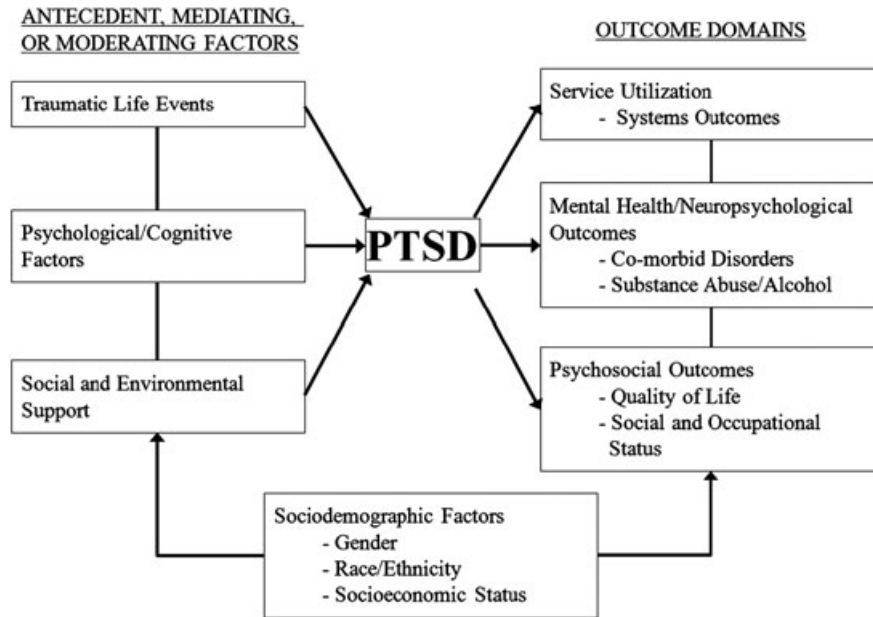 ANTECEDENT, MEDIATING,
OR MODERATING FACTORS
OUTCOME DOMAINS
Traumatic Life Events
Psychological/Cognitive
Factors
Social and Environmental
Support
PTSD
Service Utilization
- Systems Outcomes
Mental Health/Neuropsychological
Outcomes
- Co-morbid Disorders
- Substance Abuse/Alcohol
Psychosocial Outcomes
- Quality of Life
- Social and Occupational
Status
Sociodemographic Factors
- Gender
- Race/Ethnicity
- Socioeconomic Status